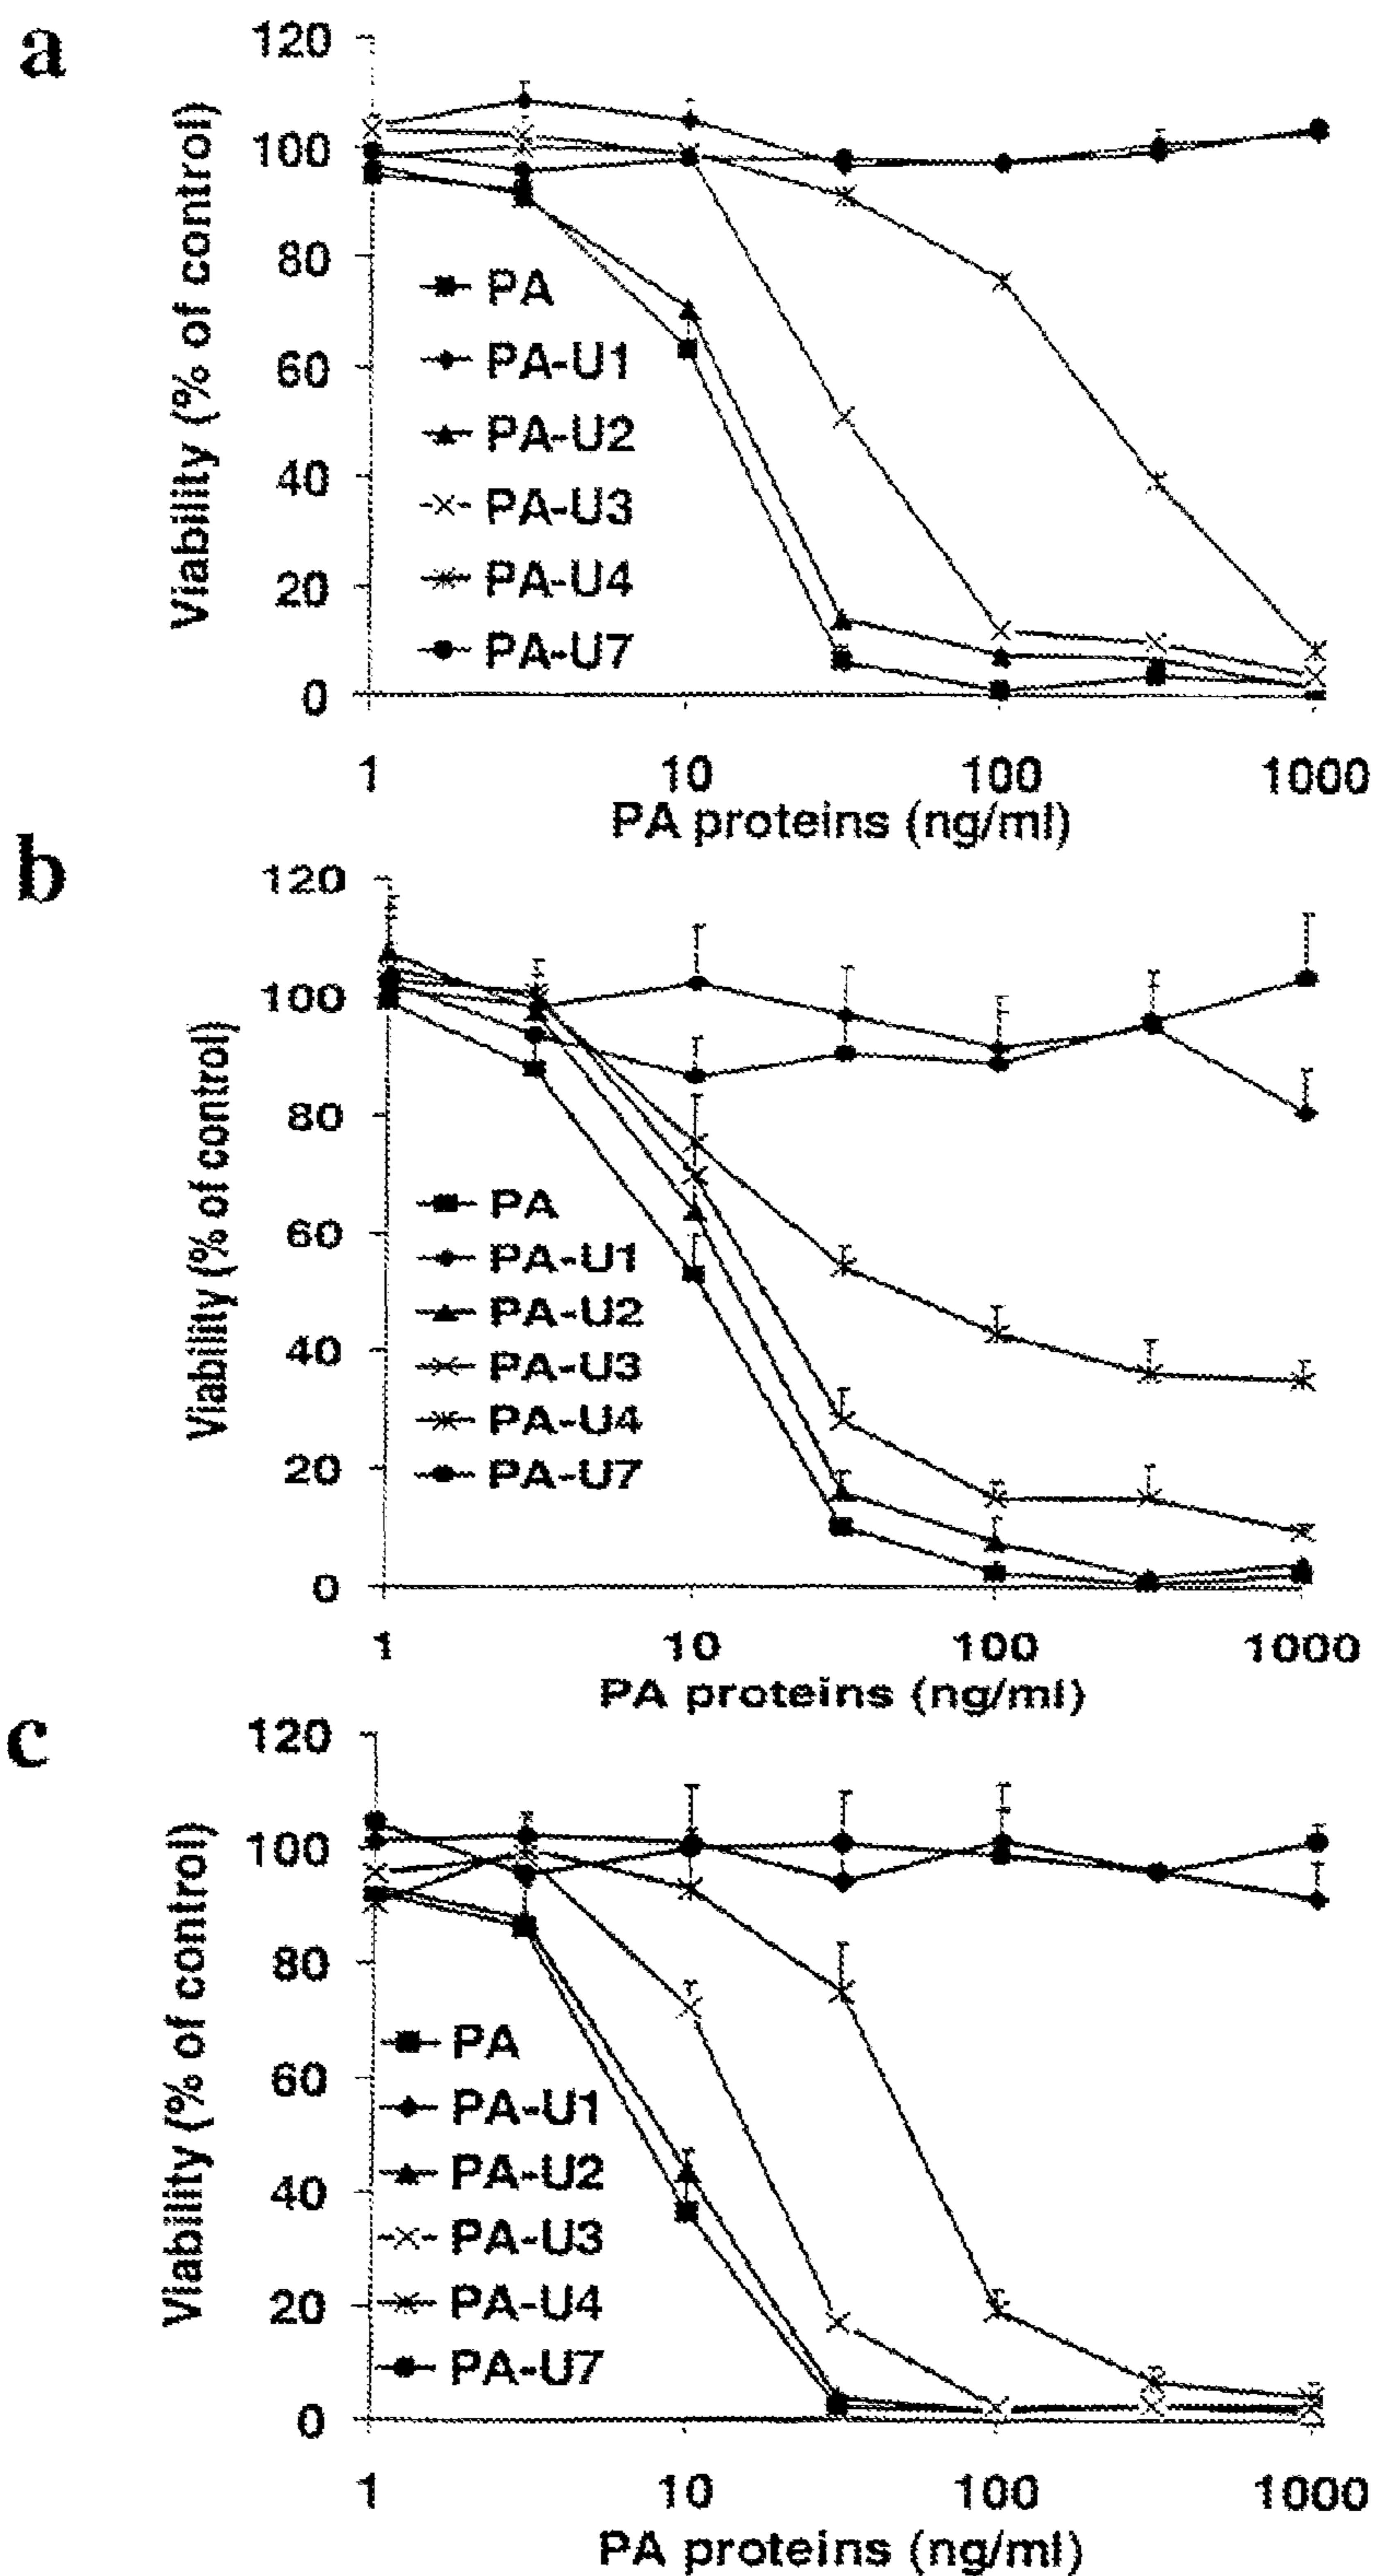 a
120
100
80
60
40
20
0
Viability (% of control)
PA
PA-U1
PA-U2
PA-U3
PA-U4
PA-U7
1 10 100 1000
PA proteins (ng/ml)
b
120
100
80
60
40
20
0
Viability (% of control)
PA
PA-U1
PA-U2
PA-U3
PA-U4
PA-U7
1 10 100 1000
PA proteins (ng/ml)
c
120
100
80
60
40
20
0
Viability (% of control)
PA
PA-U1
PA-U2
PA-U3
PA-U4
PA-U7
1 10 100 1000
PA proteins (ng/ml)